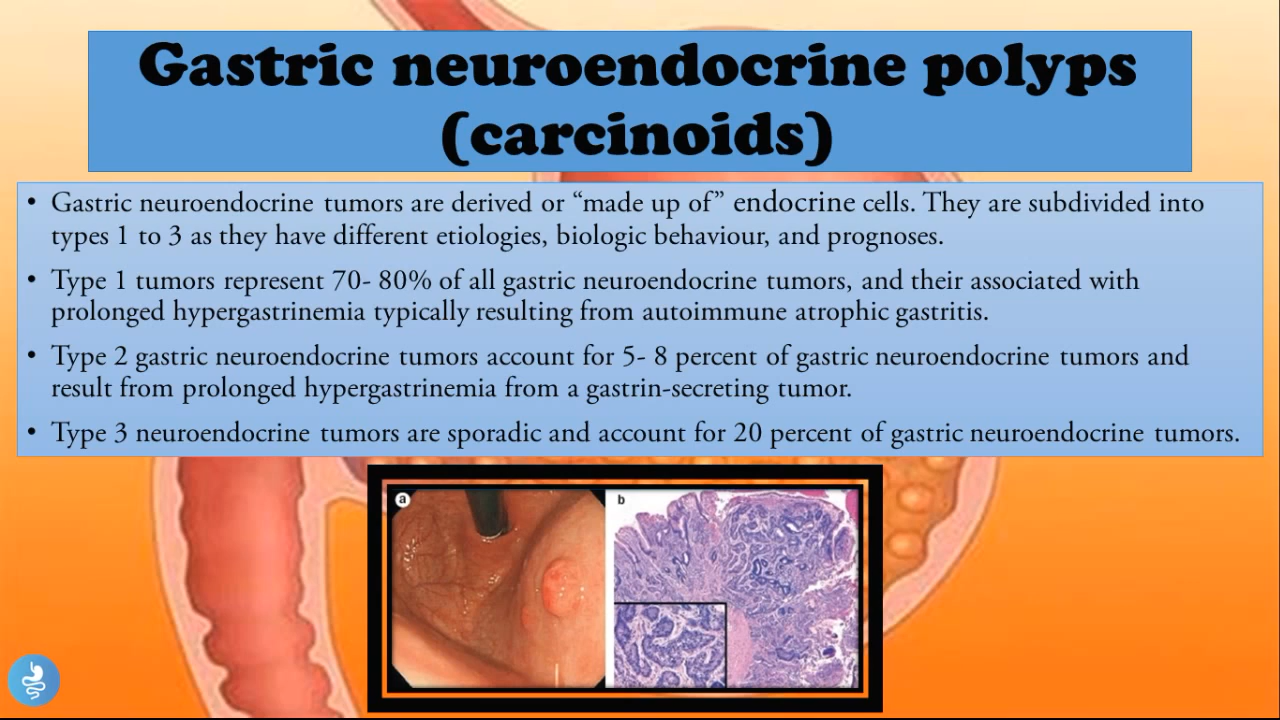 Gastric neuroendocrine polyps
(carcinoids)
• Gastric neuroendocrine tumors are derived or “made up of” endocrine cells. They are subdivided into
types 1 to 3 as they have different etiologies, biologic behaviour, and prognoses.
• Type 1 tumors represent 70- 80% of all gastric neuroendocrine tumors, and their associated with
prolonged hypergastrinemia typically resulting from autoimmune atrophic gastritis.
• Type 2 gastric neuroendocrine tumors account for 5- 8 percent of gastric neuroendocrine tumors and
result from prolonged hypergastrinemia from a gastrin-secreting tumor.
• Type 3 neuroendocrine tumors are sporadic and account for 20 percent of gastric neuroendocrine tumors.
a
b